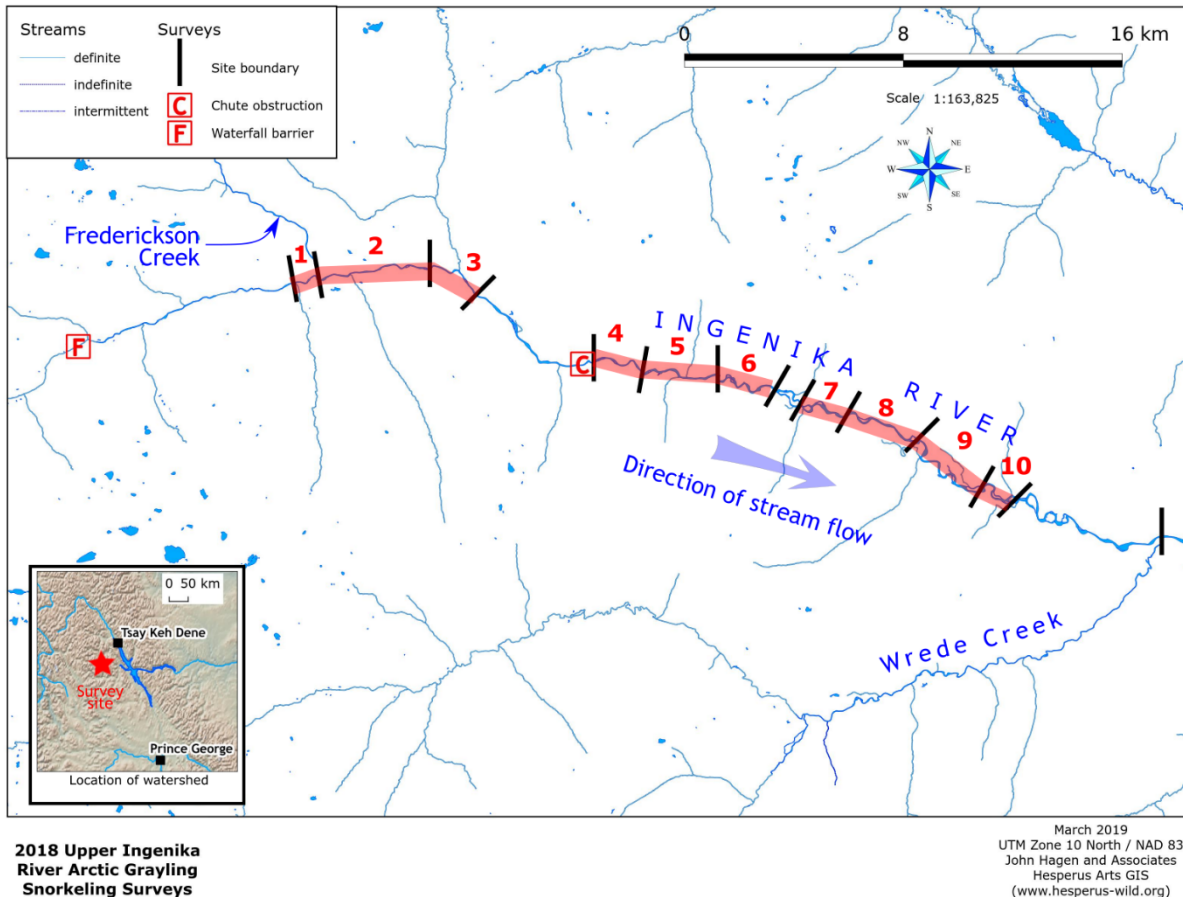 Streams
definite
indefinite
intermittent
Surveys
Site boundary
C
Chute obstruction
F
Waterfall barrier
0 8 16 km
Scale 1:163,825
N
NW NE
W E
SW SE
S
Frederickson
Creek
1 2 3
F
C
4 5 6 7 8 9 10
INGENIKA RIVER
Direction of stream flow
Wrede Creek
0 50 km
Tsay Keh Dene
Survey
site
Prince George
Location of watershed
2018 Upper Ingenika
River Arctic Grayling
Snorkeling Surveys
March 2019
UTM Zone 10 North / NAD 83
John Hagen and Associates
Hesperus Arts GIS
(www.hesperus-wild.org)